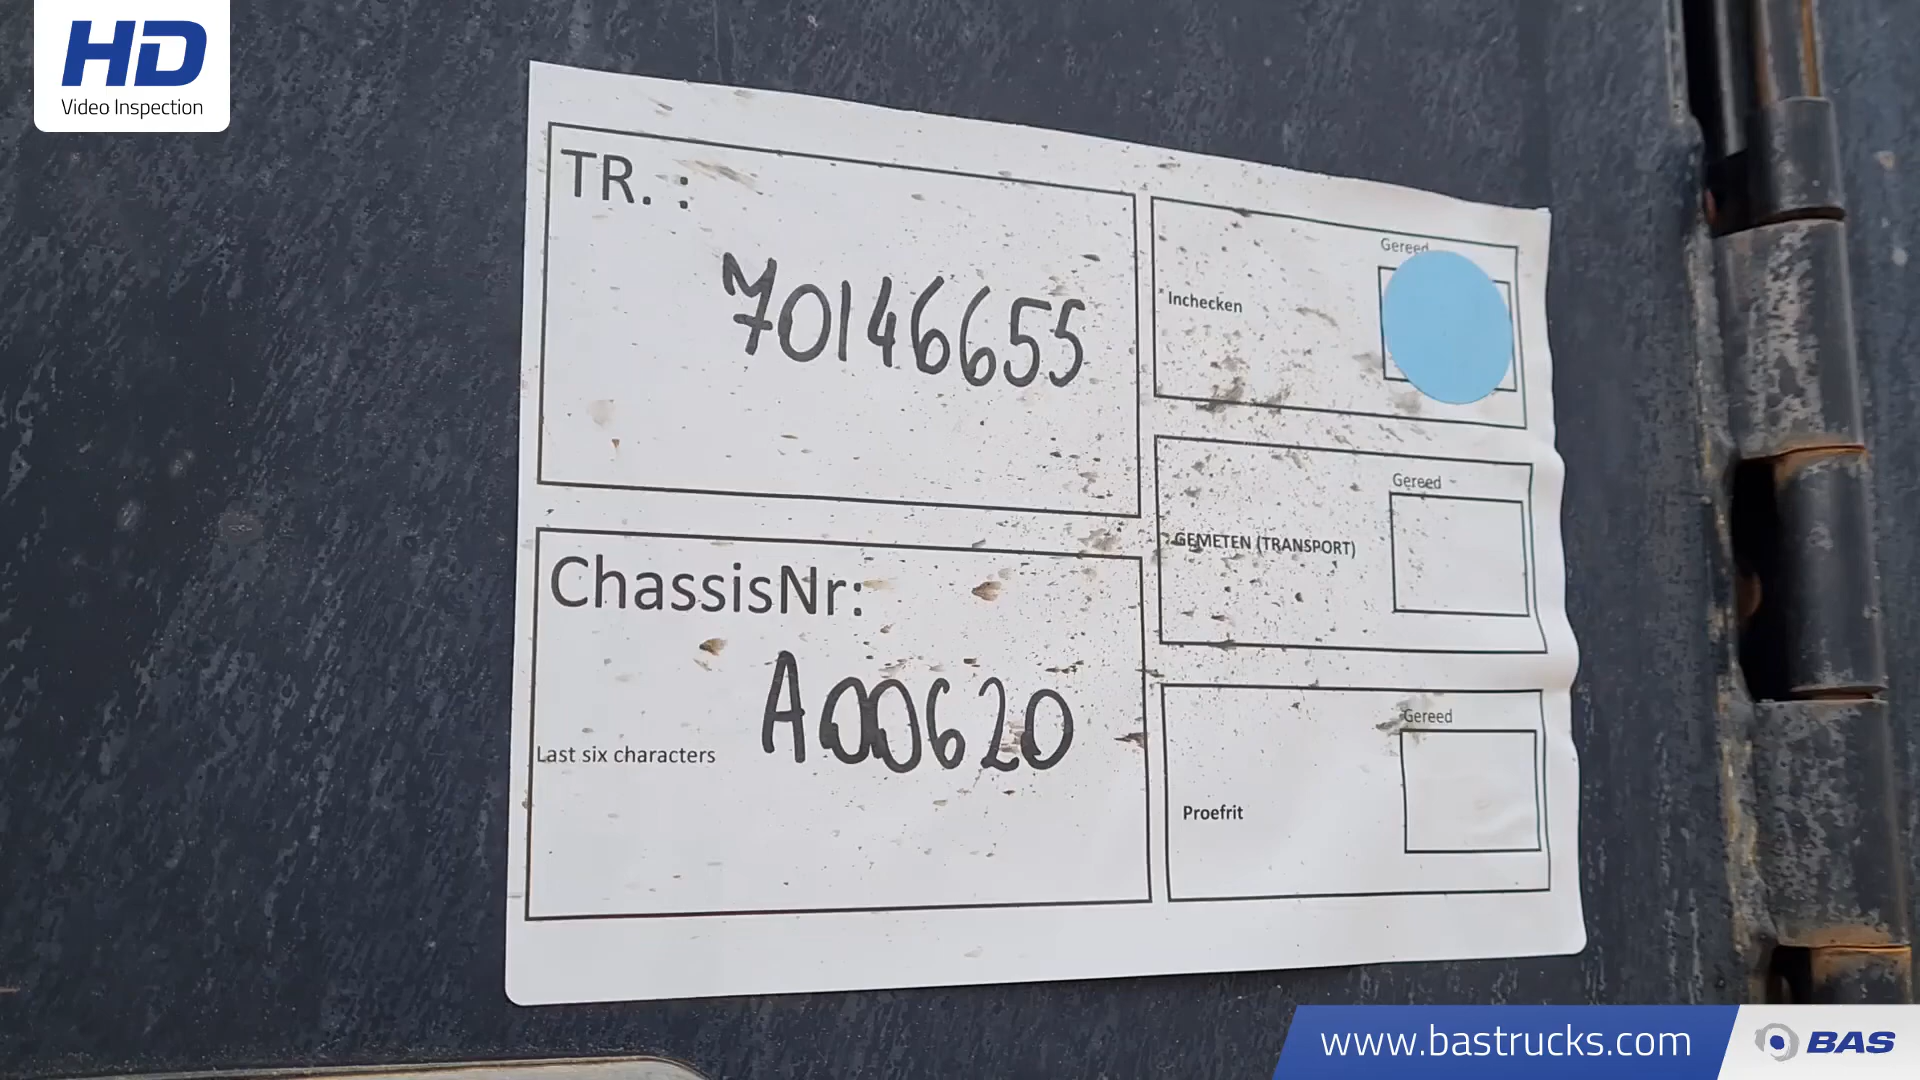 HD
Video Inspection
TR. :
70146655
ChassisNr:
Last six characters
A00620
Gereed
Inchecken
Gereed
GEMETEN (TRANSPORT)
Gereed
Proefrit
www.bastrucks.com
BAS